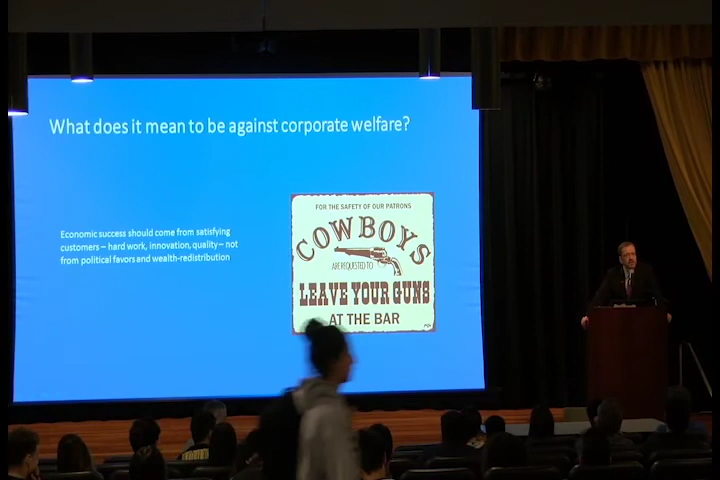 What does it mean to be against corporate welfare?
Economic success should come from satisfying
customers – hard work, innovation, quality – not
from political favors and wealth-redistribution
FOR THE SAFETY OF OUR PATRONS
COWBOYS
ARE REQUISTED TO
LEAVE YOUR GUNS
AT THE BAR